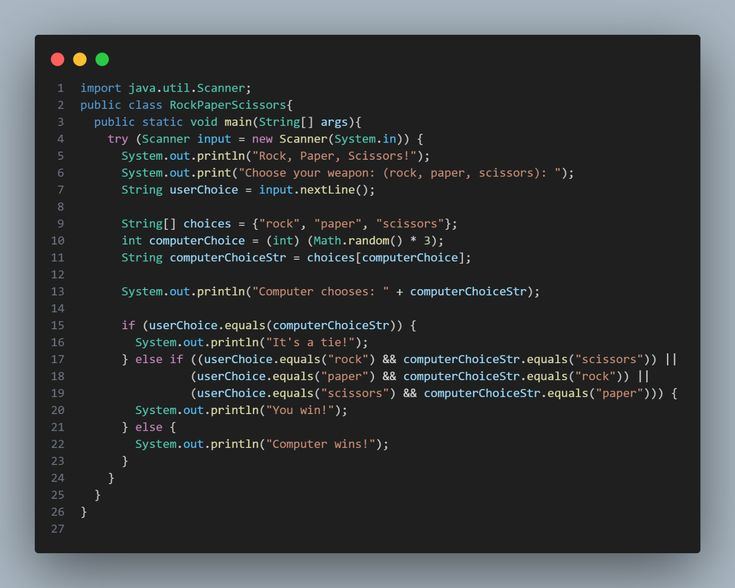 1 import java.util.Scanner;
2 public class RockPaperScissors{
3   public static void main(String[] args){
4     try (Scanner input = new Scanner(System.in)) {
5       System.out.println("Rock, Paper, Scissors!");
6       System.out.print("Choose your weapon: (rock, paper, scissors): ");
7       String userChoice = input.nextLine();
8
9       String[] choices = {"rock", "paper", "scissors"};
10       int computerChoice = (int) (Math.random() * 3);
11       String computerChoiceStr = choices[computerChoice];
12
13       System.out.println("Computer chooses: " + computerChoiceStr);
14
15       if (userChoice.equals(computerChoiceStr)) {
16         System.out.println("It's a tie!");
17       } else if ((userChoice.equals("rock") && computerChoiceStr.equals("scissors")) ||
18                 (userChoice.equals("paper") && computerChoiceStr.equals("rock")) ||
19                 (userChoice.equals("scissors") && computerChoiceStr.equals("paper"))) {
20         System.out.println("You win!");
21       } else {
22         System.out.println("Computer wins!");
23       }
24     }
25   }
26 }
27